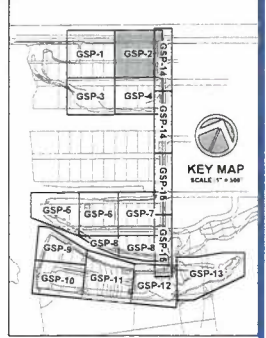 GSP-1 GSP-2 GSP-14
GSP-3 GSP-4
GSP-14
KEY MAP
SCALE: 1" = 500'
GSP-15
GSP-5 GSP-6 GSP-7
GSP-8 GSP-8
GSP-15
GSP-9
GSP-10 GSP-11 GSP-12 GSP-13